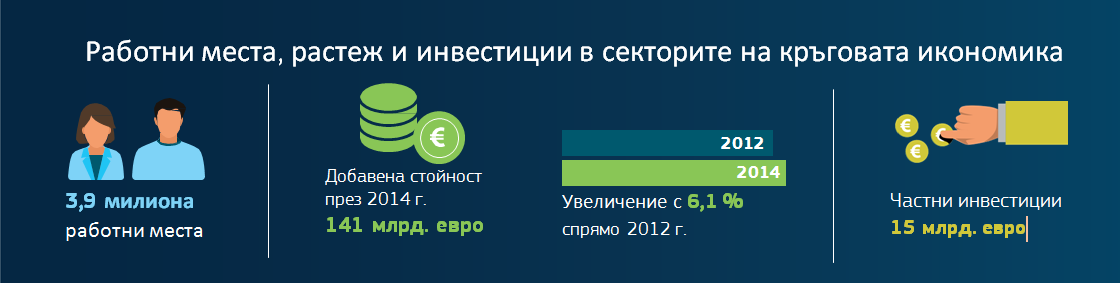 Работни места, растеж и инвестиции в секторите на кръговата икономика
3,9 милиона
работни места
€
Добавена стойност
през 2014 г.
141 млрд. евро
2012
2014
Увеличение с 6,1 %
спрямо 2012 г.
€
€
€
Частни инвестиции
15 млрд. евро